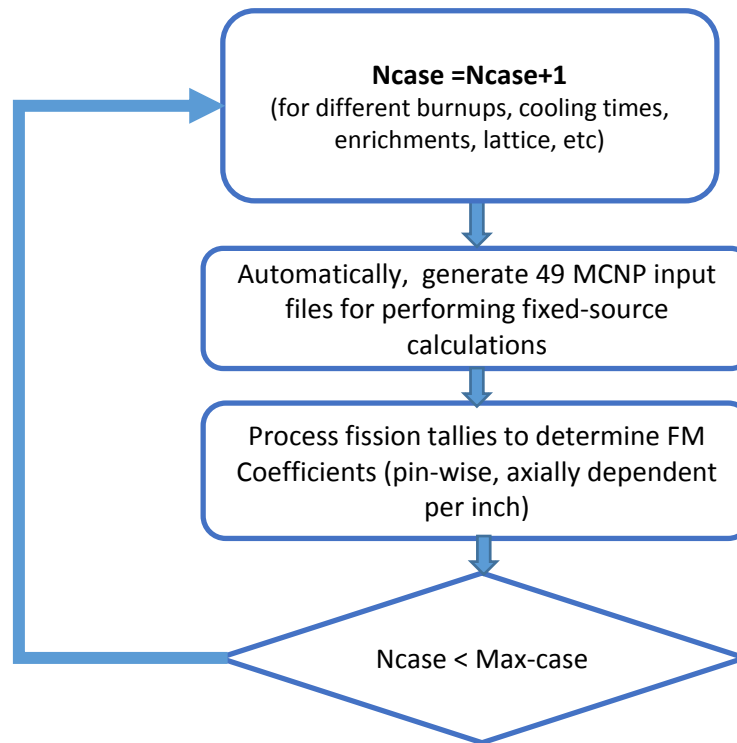 Ncase =Ncase+1
(for different burnups, cooling times,
enrichments, lattice, etc)
Automatically, generate 49 MCNP input
files for performing fixed-source
calculations
Process fission tallies to determine FM
Coefficients (pin-wise, axially dependent
per inch)
Ncase < Max-case